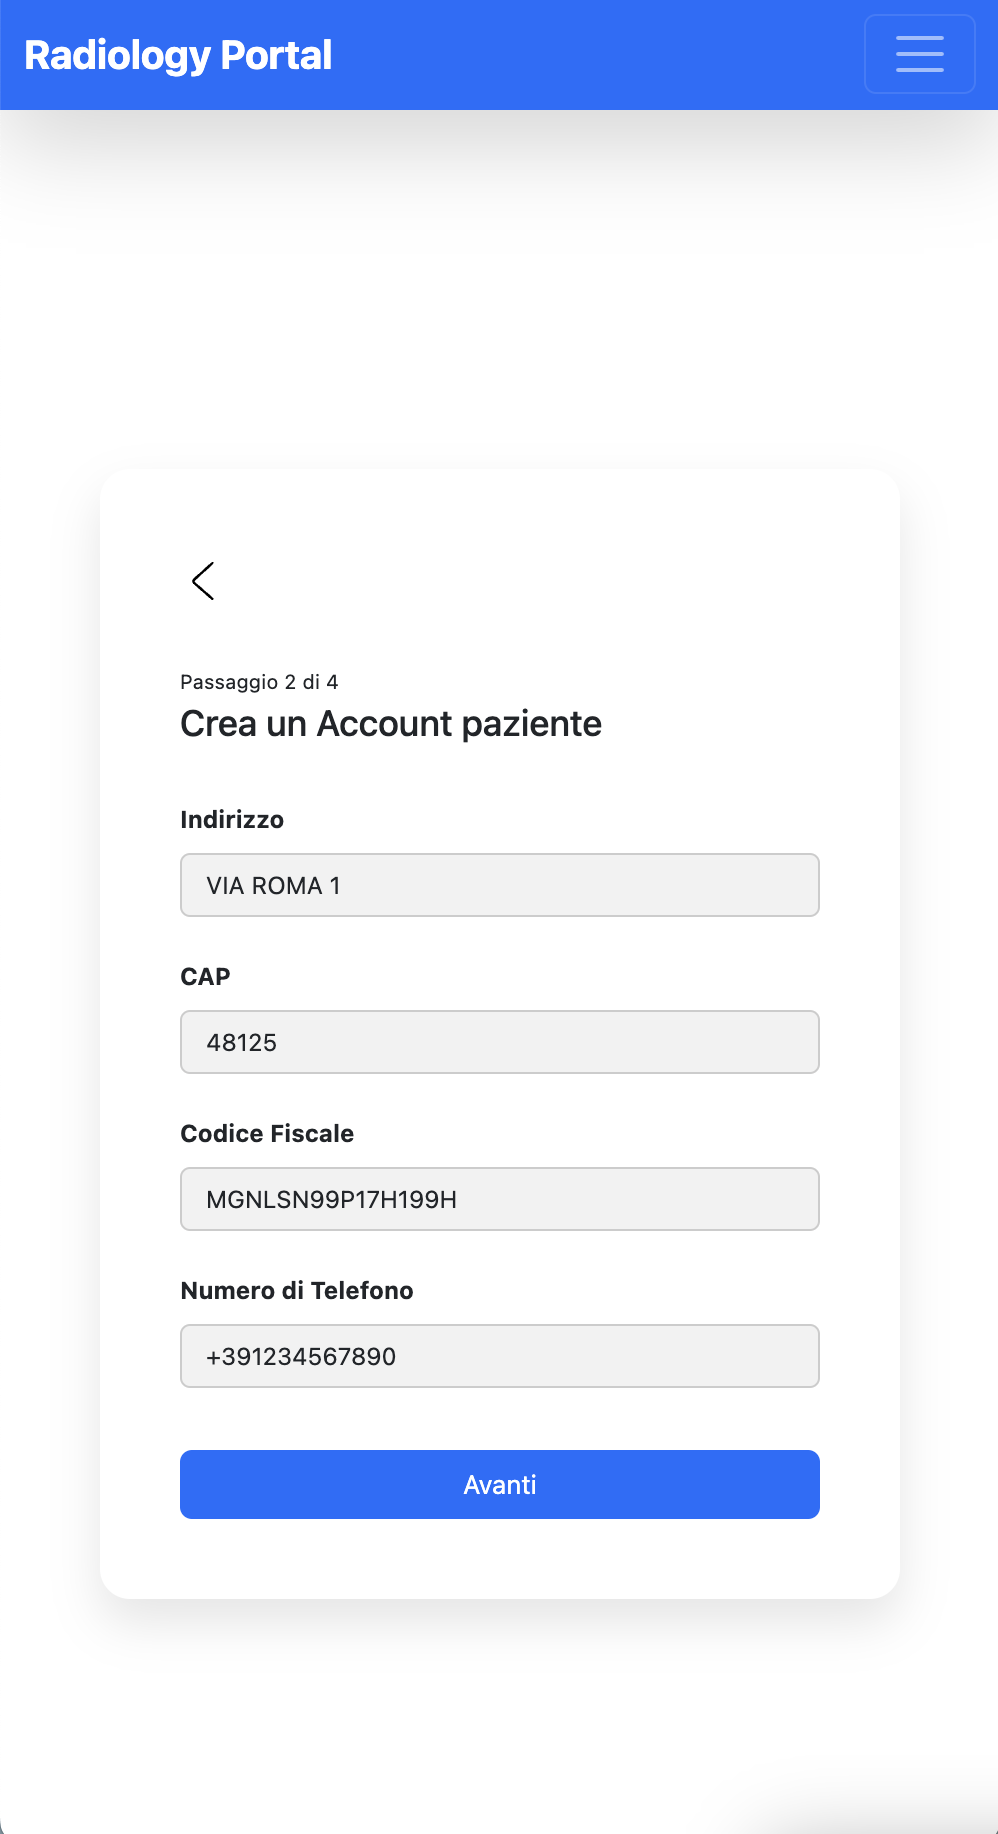 Radiology Portal
Passaggio 2 di 4
Crea un Account paziente
Indirizzo
VIA ROMA 1
CAP
48125
Codice Fiscale
MGNLSN99P17H199H
Numero di Telefono
+391234567890
Avanti